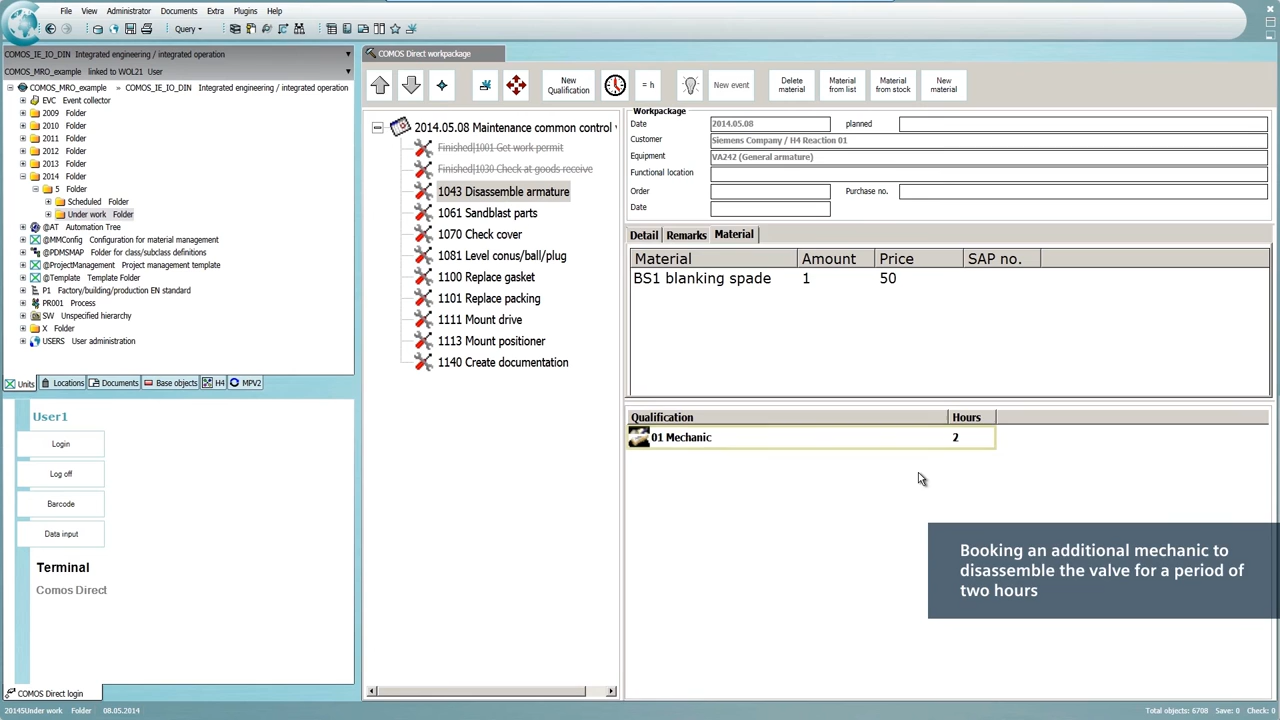 File View Administrator Documents Extra Plugins Help
Query
COMOS_IE_IO_DIN Integrated engineering / integrated operation
COMOS_MRO_example linked to WOL21 User
COMOS_MRO_example » COMOS_IE_IO_DIN Integrated engineering / integrated operation
EVC Event collector
2009 Folder
2010 Folder
2011 Folder
2012 Folder
2013 Folder
2014 Folder
5 Folder
Scheduled Folder
Under work Folder
@AT Automation Tree
@MMConfig Configuration for material management
@PDMSMAP Folder for class/subclass definitions
@ProjectManagement Project management template
@Template Template Folder
P1 Factory/building/production EN standard
PR001 Process
SW Unspecified hierarchy
X Folder
USERS User administration
Units Locations Documents Base objects H4 MPV2
User1
Login
Log off
Barcode
Data input
Terminal
Comos Direct
COMOS Direct login
COMOS Direct workpackage
New Qualification
= h
New event
Delete material
Material from list
Material from stock
New material
2014.05.08 Maintenance common control
Finished|1001 Get work permit
Finished|1030 Check at goods receive
1043 Disassemble armature
1061 Sandblast parts
1070 Check cover
1081 Level conus/ball/plug
1100 Replace gasket
1101 Replace packing
1111 Mount drive
1113 Mount positioner
1140 Create documentation
Workpackage
Date 2014.05.08 planned
Customer Siemens Company / H4 Reaction 01
Equipment VA242 (General armature)
Functional location
Order Purchase no.
Date
Detail Remarks Material
Material Amount Price SAP no.
BS1 blanking spade 1 50
Qualification Hours
01 Mechanic 2
Booking an additional mechanic to
disassemble the valve for a period of
two hours
20145Under work Folder 08.05.2014
Total objects: 6708 Save: 0 Check: 0